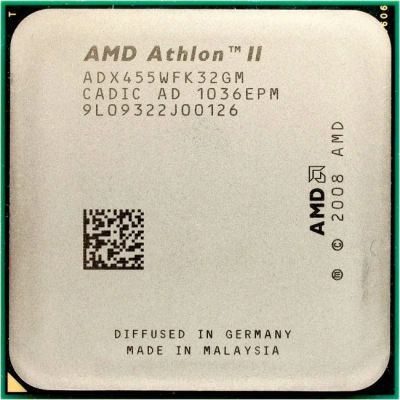 AMD Athlon™ II
ADX455WFK32GM
CADIC AD 1036EPM
9L09322J00126
AMD
ⓜ © 2008 AMD
DIFFUSED IN GERMANY
MADE IN MALAYSIA